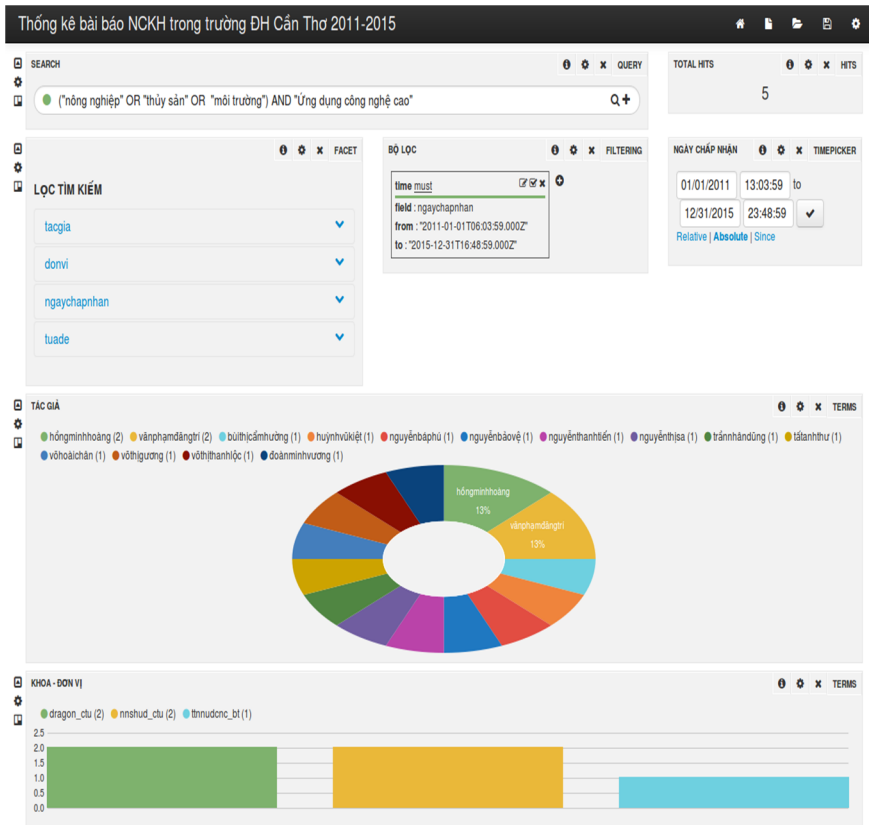 Thống kê bài báo NCKH trong trường ĐH Cần Thơ 2011-2015
SEARCH
QUERY
("nông nghiệp" OR "thủy sản" OR "môi trường") AND "Ứng dụng công nghệ cao"
TOTAL HITS
HITS
5
FACET
LỌC TÌM KIẾM
tacgia
donvi
ngaychapnhan
tuade
BỘ LỌC
FILTERING
time must
field : ngaychapnhan
from : "2011-01-01T06:03:59.000Z"
to : "2015-12-31T16:48:59.000Z"
NGÀY CHẤP NHẬN
TIMEPICKER
01/01/2011 13:03:59 to
12/31/2015 23:48:59
Relative | Absolute | Since
TÁC GIẢ
TERMS
hồngminhhoàng (2) vănphạmđăngtrí (2) bùithịcẩmhường (1) huỳnhvũkiệt (1) nguyễnbáphú (1) nguyễnbảovệ (1) nguyễnthanhtiến (1) nguyễnthịsa (1) trầnnhândũng (1) tấtanhthư (1)
võhoàichân (1) võthịgương (1) võthịthanhlộc (1) đoànminhvương (1)
hồngminhhoàng
13%
vănphạmđăngtrí
13%
KHOA - ĐƠN VỊ
TERMS
dragon_ctu (2) nnshud_ctu (2) ttnnudcnc_bt (1)
2.5
2.0
1.5
1.0
0.5
0.0